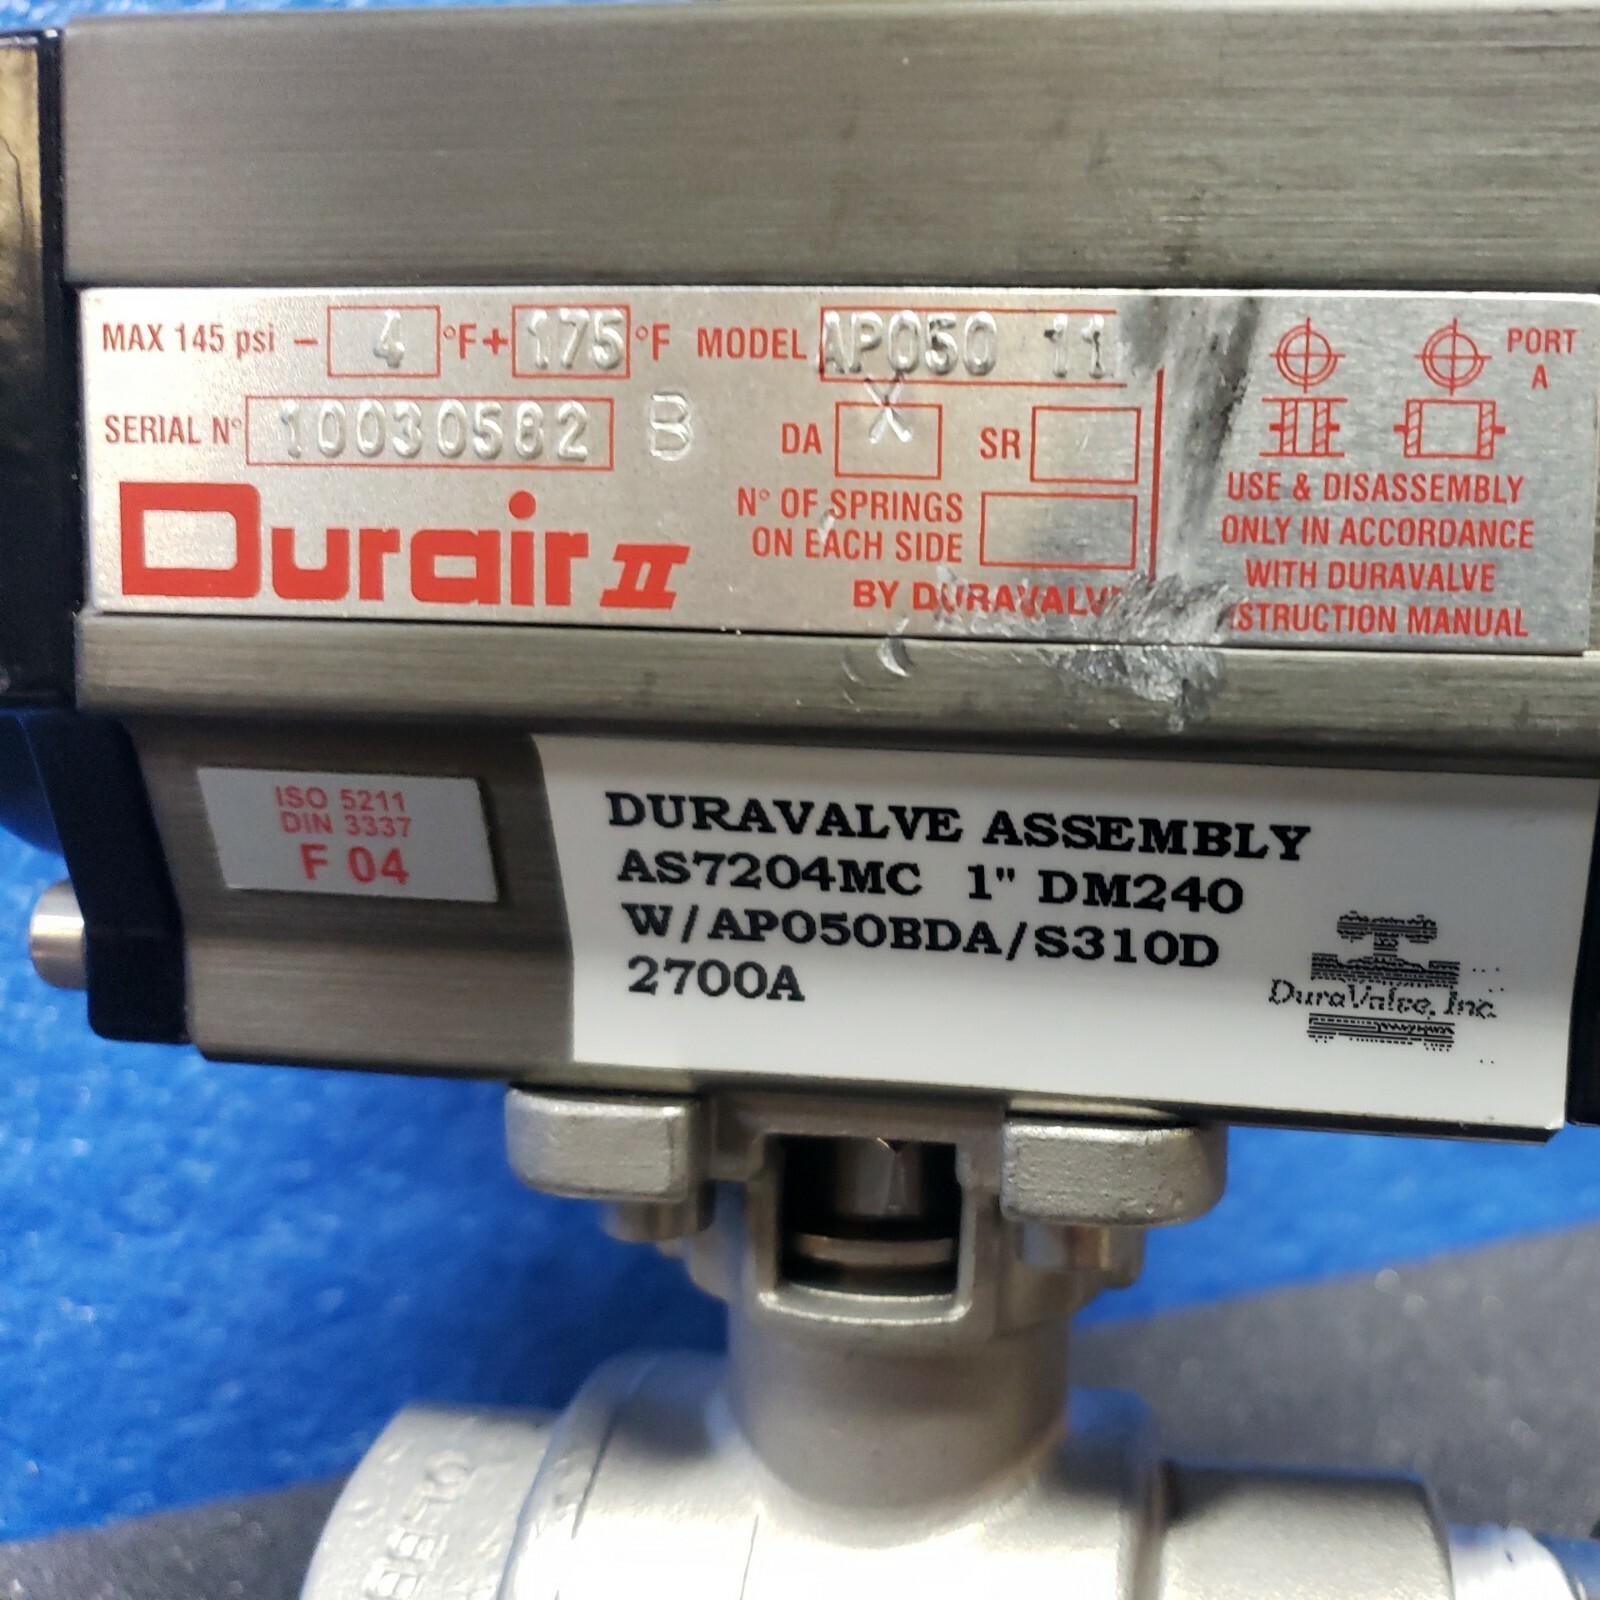 MAX 145 psi - 4 °F + 175 °F MODEL AP050 11
SERIAL N° 10030582 B
DA X SR
N° OF SPRINGS
ON EACH SIDE
Durair II
BY DURAVALVE
PORT
A
USE & DISASSEMBLY
ONLY IN ACCORDANCE
WITH DURAVALVE
STRUCTION MANUAL
ISO 5211
DIN 3337
F 04
DURAVALVE ASSEMBLY
AS7204MC 1" DM240
W/AP050BDA/S310D
2700A
DuraValve, Inc.